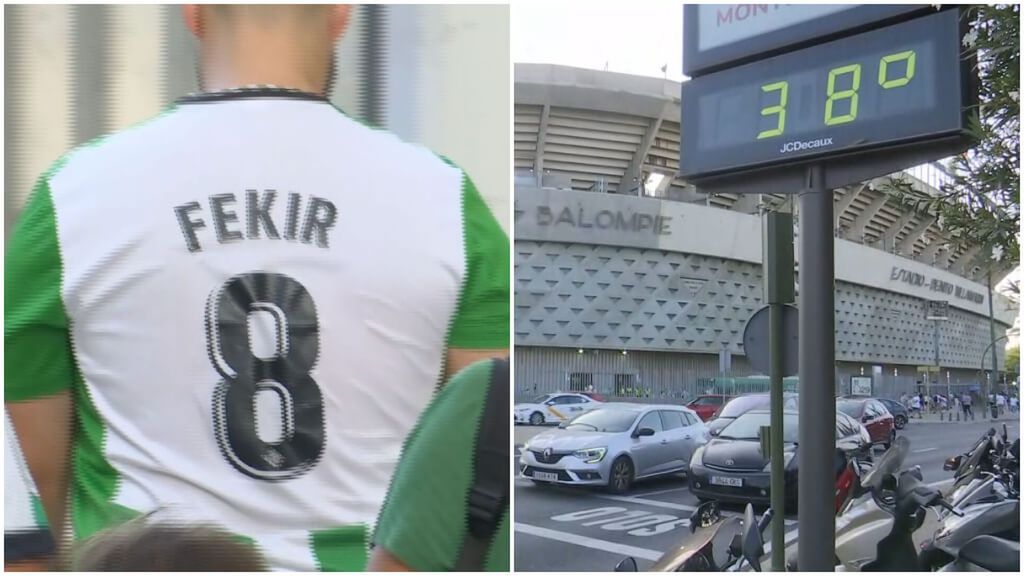 FEKIR
8
MONT
38°
JCDecaux
BALOMPIE
ESTADIO - BENITO VILLAMARIN